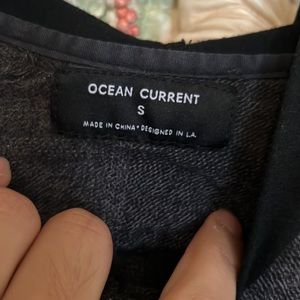 OCEAN CURRENT
S
MADE IN CHINA* DESIGNED IN L.A.